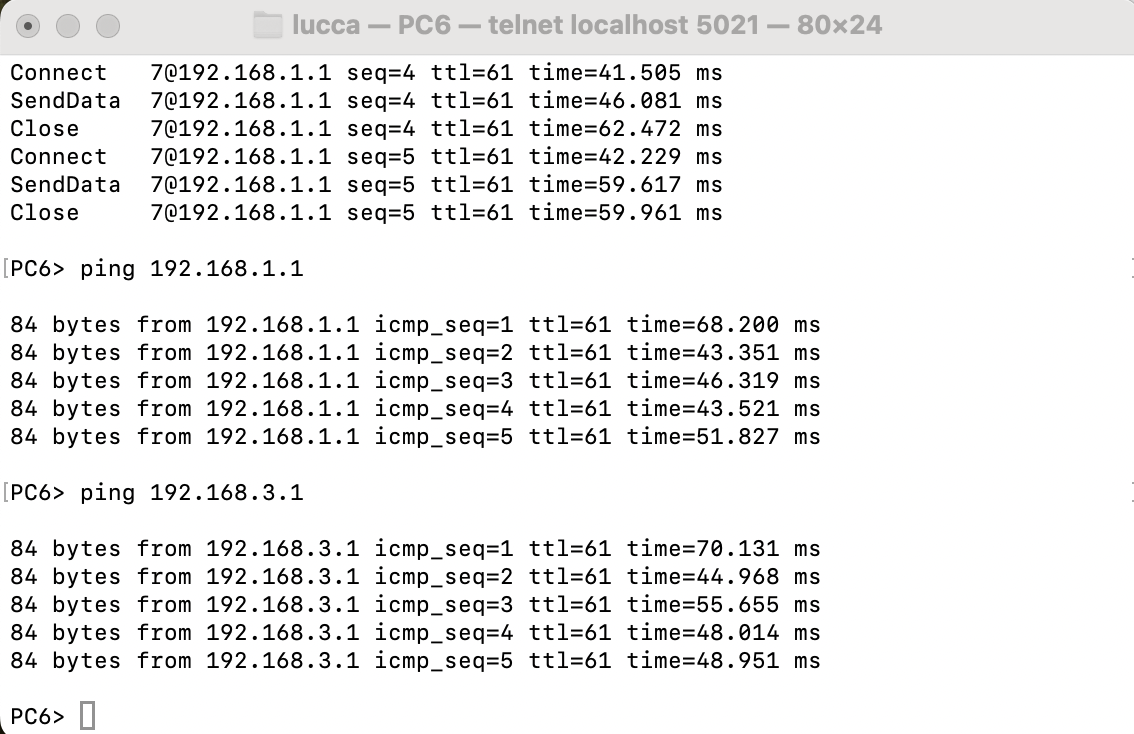 lucca — PC6 — telnet localhost 5021 — 80×24
Connect   7@192.168.1.1 seq=4 ttl=61 time=41.505 ms
SendData  7@192.168.1.1 seq=4 ttl=61 time=46.081 ms
Close     7@192.168.1.1 seq=4 ttl=61 time=62.472 ms
Connect   7@192.168.1.1 seq=5 ttl=61 time=42.229 ms
SendData  7@192.168.1.1 seq=5 ttl=61 time=59.617 ms
Close     7@192.168.1.1 seq=5 ttl=61 time=59.961 ms
[PC6> ping 192.168.1.1
84 bytes from 192.168.1.1 icmp_seq=1 ttl=61 time=68.200 ms
84 bytes from 192.168.1.1 icmp_seq=2 ttl=61 time=43.351 ms
84 bytes from 192.168.1.1 icmp_seq=3 ttl=61 time=46.319 ms
84 bytes from 192.168.1.1 icmp_seq=4 ttl=61 time=43.521 ms
84 bytes from 192.168.1.1 icmp_seq=5 ttl=61 time=51.827 ms
[PC6> ping 192.168.3.1
84 bytes from 192.168.3.1 icmp_seq=1 ttl=61 time=70.131 ms
84 bytes from 192.168.3.1 icmp_seq=2 ttl=61 time=44.968 ms
84 bytes from 192.168.3.1 icmp_seq=3 ttl=61 time=55.655 ms
84 bytes from 192.168.3.1 icmp_seq=4 ttl=61 time=48.014 ms
84 bytes from 192.168.3.1 icmp_seq=5 ttl=61 time=48.951 ms
PC6>